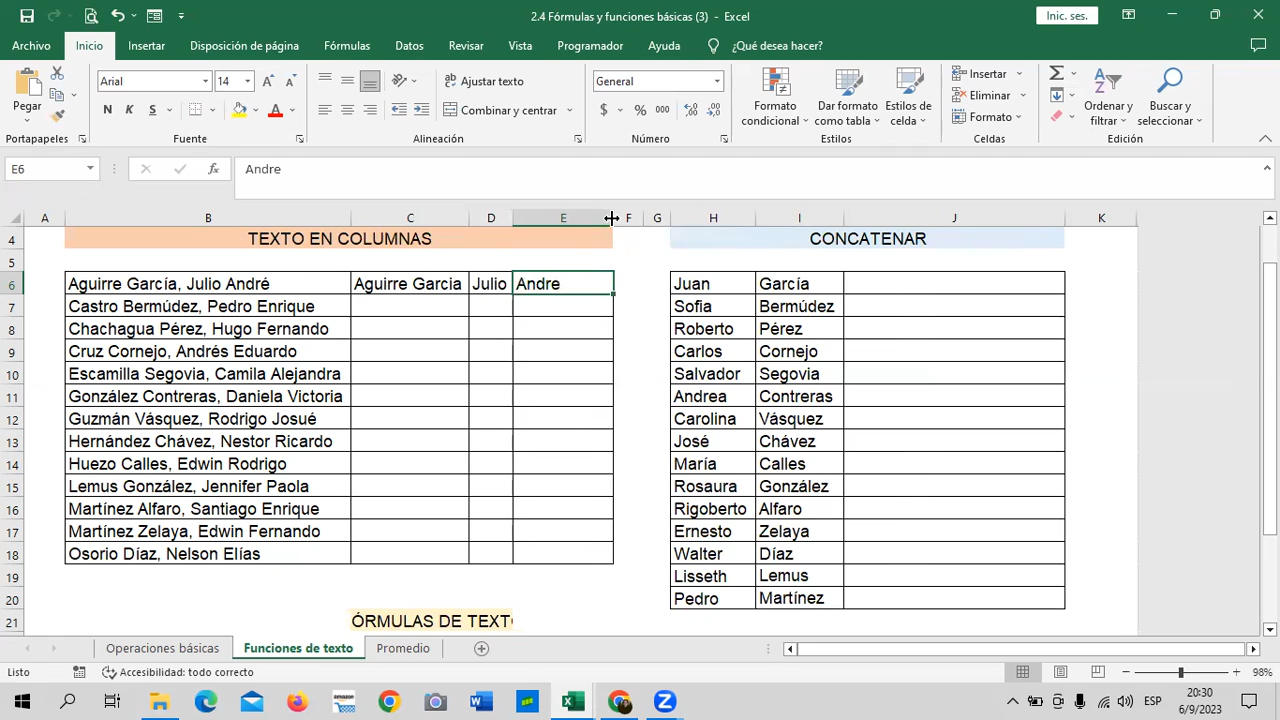 2.4 Fórmulas y funciones básicas (3) - Excel
Inic. ses.
Archivo Inicio Insertar Disposición de página Fórmulas Datos Revisar Vista Programador Ayuda ¿Qué desea hacer?
Pegar
Arial 14
N K S
Ajustar texto
Combinar y centrar
General
$ % 000
Formato condicional
Dar formato como tabla
Estilos de celda
Insertar
Eliminar
Formato
Ordenar y filtrar
Buscar y seleccionar
Portapapeles Fuente Alineación Número Estilos Celdas Edición
E6 fx Andre
A B C D E F G H I J K
4 TEXTO EN COLUMNAS CONCATENAR
5
6 Aguirre García, Julio André Aguirre Garcia Julio Andre Juan García
7 Castro Bermúdez, Pedro Enrique Sofia Bermúdez
8 Chachagua Pérez, Hugo Fernando Roberto Pérez
9 Cruz Cornejo, Andrés Eduardo Carlos Cornejo
10 Escamilla Segovia, Camila Alejandra Salvador Segovia
11 González Contreras, Daniela Victoria Andrea Contreras
12 Guzmán Vásquez, Rodrigo Josué Carolina Vásquez
13 Hernández Chávez, Nestor Ricardo José Chávez
14 Huezo Calles, Edwin Rodrigo María Calles
15 Lemus González, Jennifer Paola Rosaura González
16 Martínez Alfaro, Santiago Enrique Rigoberto Alfaro
17 Martínez Zelaya, Edwin Fernando Ernesto Zelaya
18 Osorio Díaz, Nelson Elías Walter Díaz
19 Lisseth Lemus
20 Pedro Martínez
21 ÓRMULAS DE TEXT
Operaciones básicas Funciones de texto Promedio
Listo Accesibilidad: todo correcto 98%
ESP 20:30
6/9/2023